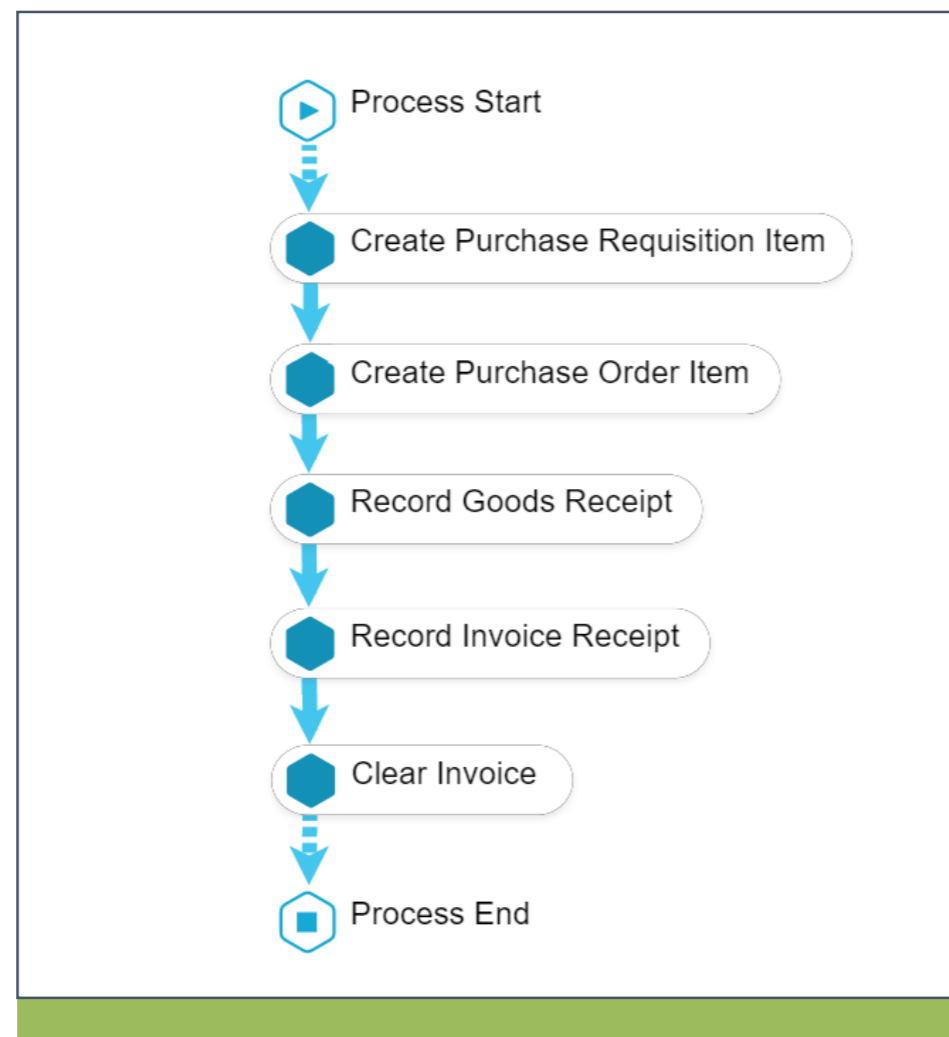 Process Start
Create Purchase Requisition Item
Create Purchase Order Item
Record Goods Receipt
Record Invoice Receipt
Clear Invoice
Process End